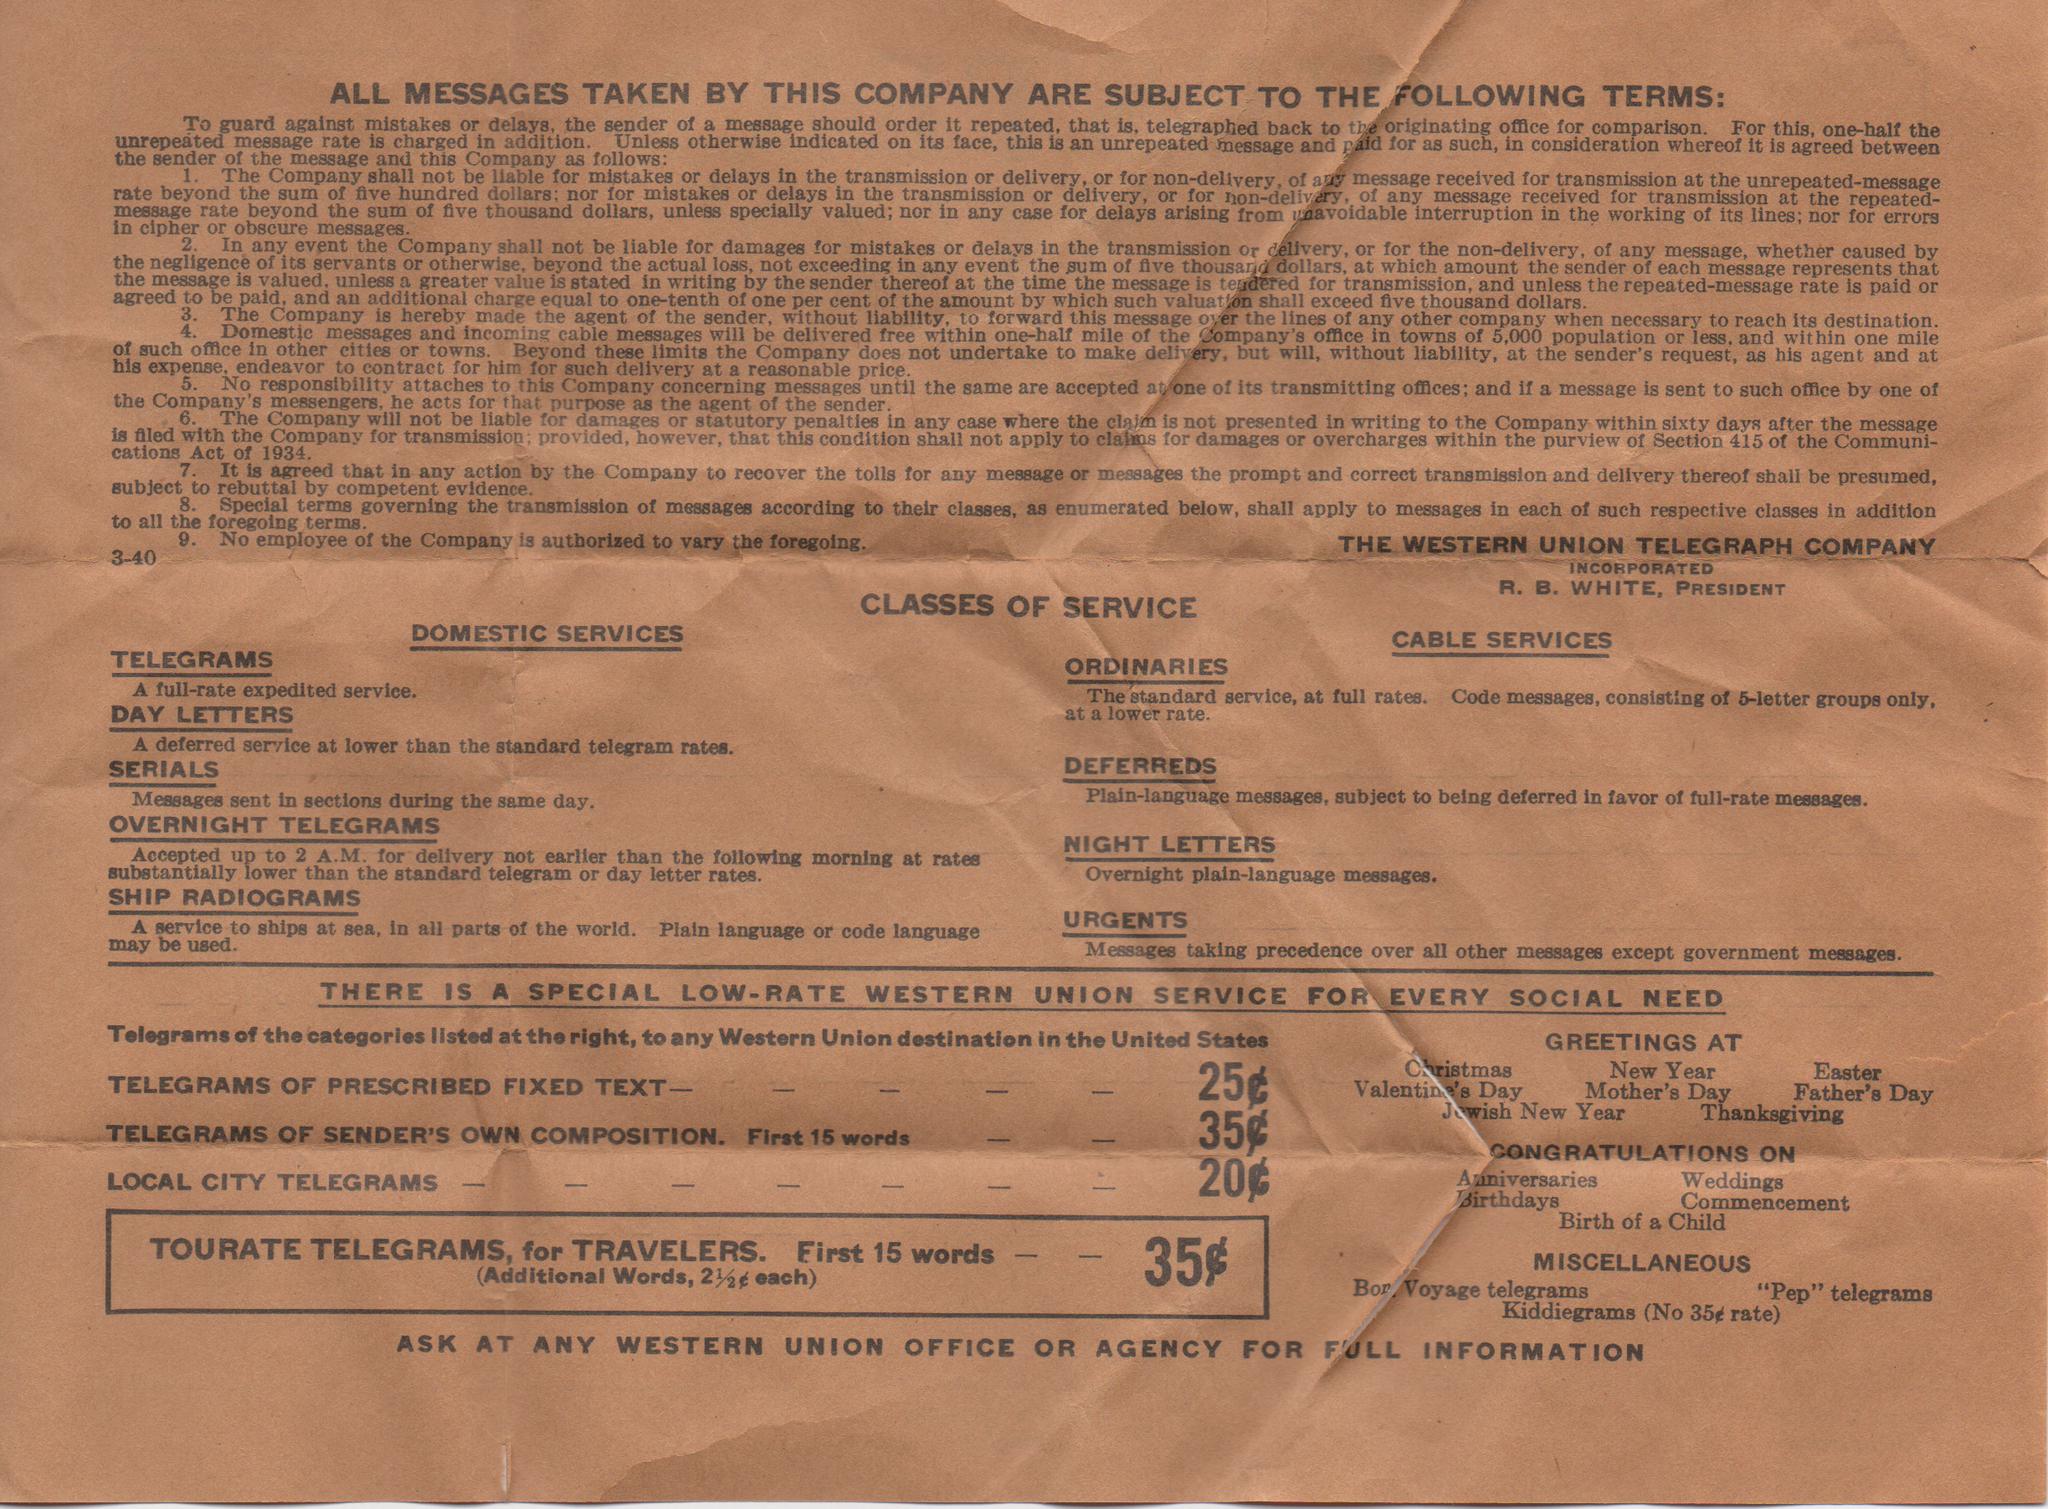 ALL MESSAGES TAKEN BY THIS COMPANY ARE SUBJECT TO THE FOLLOWING TERMS:
To guard against mistakes or delays, the sender of a message should order it repeated, that is, telegraphed back to the originating office for comparison. For this, one-half the
unrepeated message rate is charged in addition. Unless otherwise indicated on its face, this is an unrepeated message and paid for as such, in consideration whereof it is agreed between
the sender of the message and this Company as follows:
1. The Company shall not be liable for mistakes or delays in the transmission or delivery, or for non-delivery, of any message received for transmission at the unrepeated-message
rate beyond the sum of five hundred dollars; nor for mistakes or delays in the transmission or delivery, or for non-delivery, of any message received for transmission at the repeated-
message rate beyond the sum of five thousand dollars, unless specially valued; nor in any case for delays arising from unavoidable interruption in the working of its lines; nor for errors
in cipher or obscure messages.
2. In any event the Company shall not be liable for damages for mistakes or delays in the transmission or delivery, or for the non-delivery, of any message, whether caused by
the negligence of its servants or otherwise, beyond the actual loss, not exceeding in any event the sum of five thousand dollars, at which amount the sender of each message represents that
the message is valued, unless a greater value is stated in writing by the sender thereof at the time the message is tendered for transmission, and unless the repeated-message rate is paid or
agreed to be paid, and an additional charge equal to one-tenth of one per cent of the amount by which such valuation shall exceed five thousand dollars.
3. The Company is hereby made the agent of the sender, without liability, to forward this message over the lines of any other company when necessary to reach its destination.
4. Domestic messages and incoming cable messages will be delivered free within one-half mile of the Company's office in towns of 5,000 population or less, and within one mile
of such office in other cities or towns. Beyond these limits the Company does not undertake to make delivery, but will, without liability, at the sender's request, as his agent and at
his expense, endeavor to contract for him for such delivery at a reasonable price.
5. No responsibility attaches to this Company concerning messages until the same are accepted at one of its transmitting offices; and if a message is sent to such office by one of
the Company's messengers, he acts for that purpose as the agent of the sender.
6. The Company will not be liable for damages or statutory penalties in any case where the claim is not presented in writing to the Company within sixty days after the message
is filed with the Company for transmission; provided, however, that this condition shall not apply to claims for damages or overcharges within the purview of Section 415 of the Communi-
cations Act of 1934.
7. It is agreed that in any action by the Company to recover the tolls for any message or messages the prompt and correct transmission and delivery thereof shall be presumed,
subject to rebuttal by competent evidence.
8. Special terms governing the transmission of messages according to their classes, as enumerated below, shall apply to messages in each of such respective classes in addition
to all the foregoing terms.
9. No employee of the Company is authorized to vary the foregoing.
3-40
THE WESTERN UNION TELEGRAPH COMPANY
INCORPORATED
R. B. WHITE, PRESIDENT
CLASSES OF SERVICE
DOMESTIC SERVICES
TELEGRAMS
A full-rate expedited service.
DAY LETTERS
A deferred service at lower than the standard telegram rates.
SERIALS
Messages sent in sections during the same day.
OVERNIGHT TELEGRAMS
Accepted up to 2 A.M. for delivery not earlier than the following morning at rates
substantially lower than the standard telegram or day letter rates.
SHIP RADIOGRAMS
A service to ships at sea, in all parts of the world. Plain language or code language
may be used.
CABLE SERVICES
ORDINARIES
The standard service, at full rates. Code messages, consisting of 5-letter groups only,
at a lower rate.
DEFERREDS
Plain-language messages, subject to being deferred in favor of full-rate messages.
NIGHT LETTERS
Overnight plain-language messages.
URGENTS
Messages taking precedence over all other messages except government messages.
THERE IS A SPECIAL LOW-RATE WESTERN UNION SERVICE FOR EVERY SOCIAL NEED
Telegrams of the categories listed at the right, to any Western Union destination in the United States
TELEGRAMS OF PRESCRIBED FIXED TEXT— — — — — 25¢
TELEGRAMS OF SENDER'S OWN COMPOSITION. First 15 words — — 35¢
LOCAL CITY TELEGRAMS — — — — — — — 20¢
TOURATE TELEGRAMS, for TRAVELERS. First 15 words — — 35¢
(Additional Words, 2½¢ each)
GREETINGS AT
Christmas New Year Easter
Valentine's Day Mother's Day Father's Day
Jewish New Year Thanksgiving
CONGRATULATIONS ON
Anniversaries Weddings
Birthdays Commencement
Birth of a Child
MISCELLANEOUS
Bon Voyage telegrams "Pep" telegrams
Kiddiegrams (No 35¢ rate)
ASK AT ANY WESTERN UNION OFFICE OR AGENCY FOR FULL INFORMATION